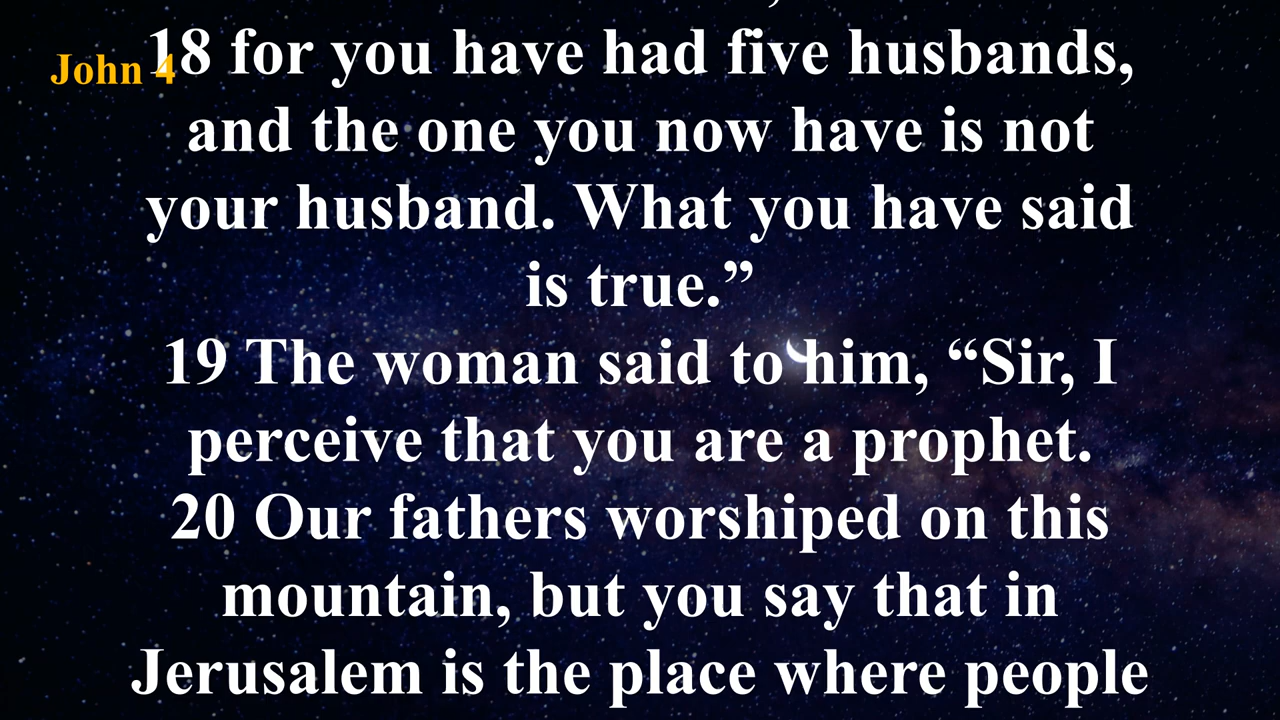 John 4
18 for you have had five husbands,
and the one you now have is not
your husband. What you have said
is true.”
19 The woman said to him, “Sir, I
perceive that you are a prophet.
20 Our fathers worshiped on this
mountain, but you say that in
Jerusalem is the place where people